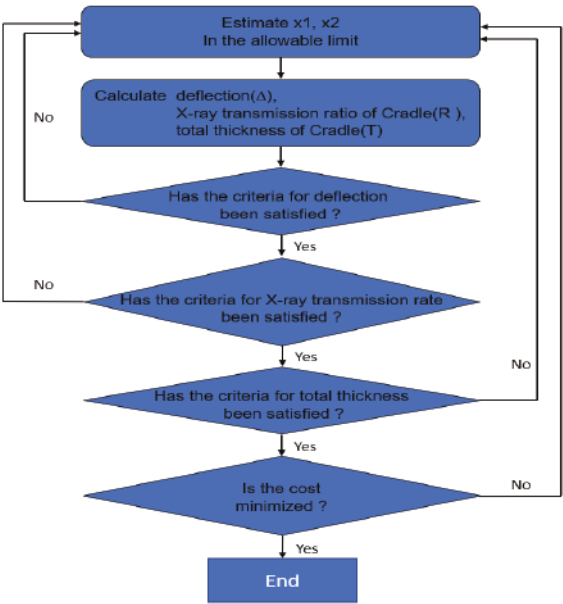 Estimate x1, x2
In the allowable limit
Calculate deflection(Δ),
X-ray transmission ratio of Cradle(R ),
total thickness of Cradle(T)
No
Has the criteria for deflection
been satisfied ?
Yes
No
Has the criteria for X-ray transmission rate
been satisfied ?
Yes
No
Has the criteria for total thickness
been satisfied ?
Yes
No
Is the cost
minimized ?
Yes
End